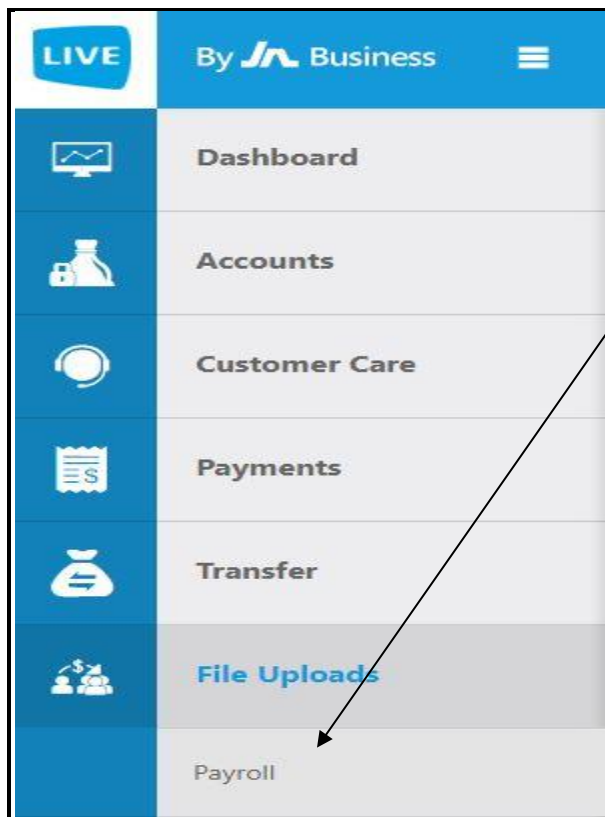 LIVE By JN Business
Dashboard
Accounts
Customer Care
Payments
$
Transfer
$
File Uploads
Payroll